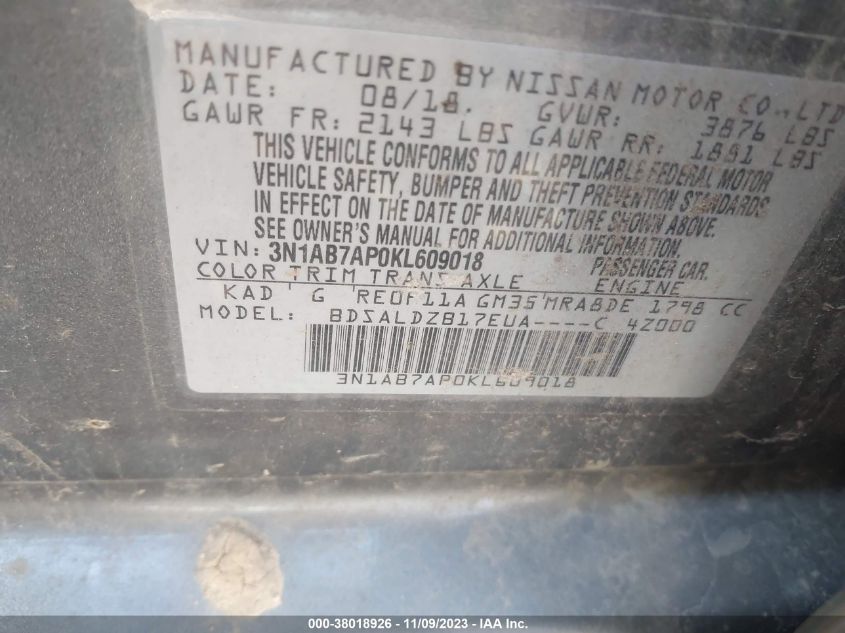 MANUFACTURED BY NISSAN MOTOR CO., LTD
DATE: 08/18. GVWR: 3876 LBS
GAWR FR: 2143 LBS GAWR RR: 1881 LBS
THIS VEHICLE CONFORMS TO ALL APPLICABLE FEDERAL MOTOR
VEHICLE SAFETY, BUMPER AND THEFT PREVENTION STANDARDS
IN EFFECT ON THE DATE OF MANUFACTURE SHOWN ABOVE.
SEE OWNER'S MANUAL FOR ADDITIONAL INFORMATION.
VIN: 3N1AB7AP0KL609018 PASSENGER CAR.
COLOR TRIM TRANS AXLE ENGINE
KAD ' G 'RE0F11A GM35'MRA8DE 1798 CC
MODEL: BDSALDZB17EUA----C 4Z000
3N1AB7AP0KL609018
000-38018926 - 11/09/2023 - IAA Inc.